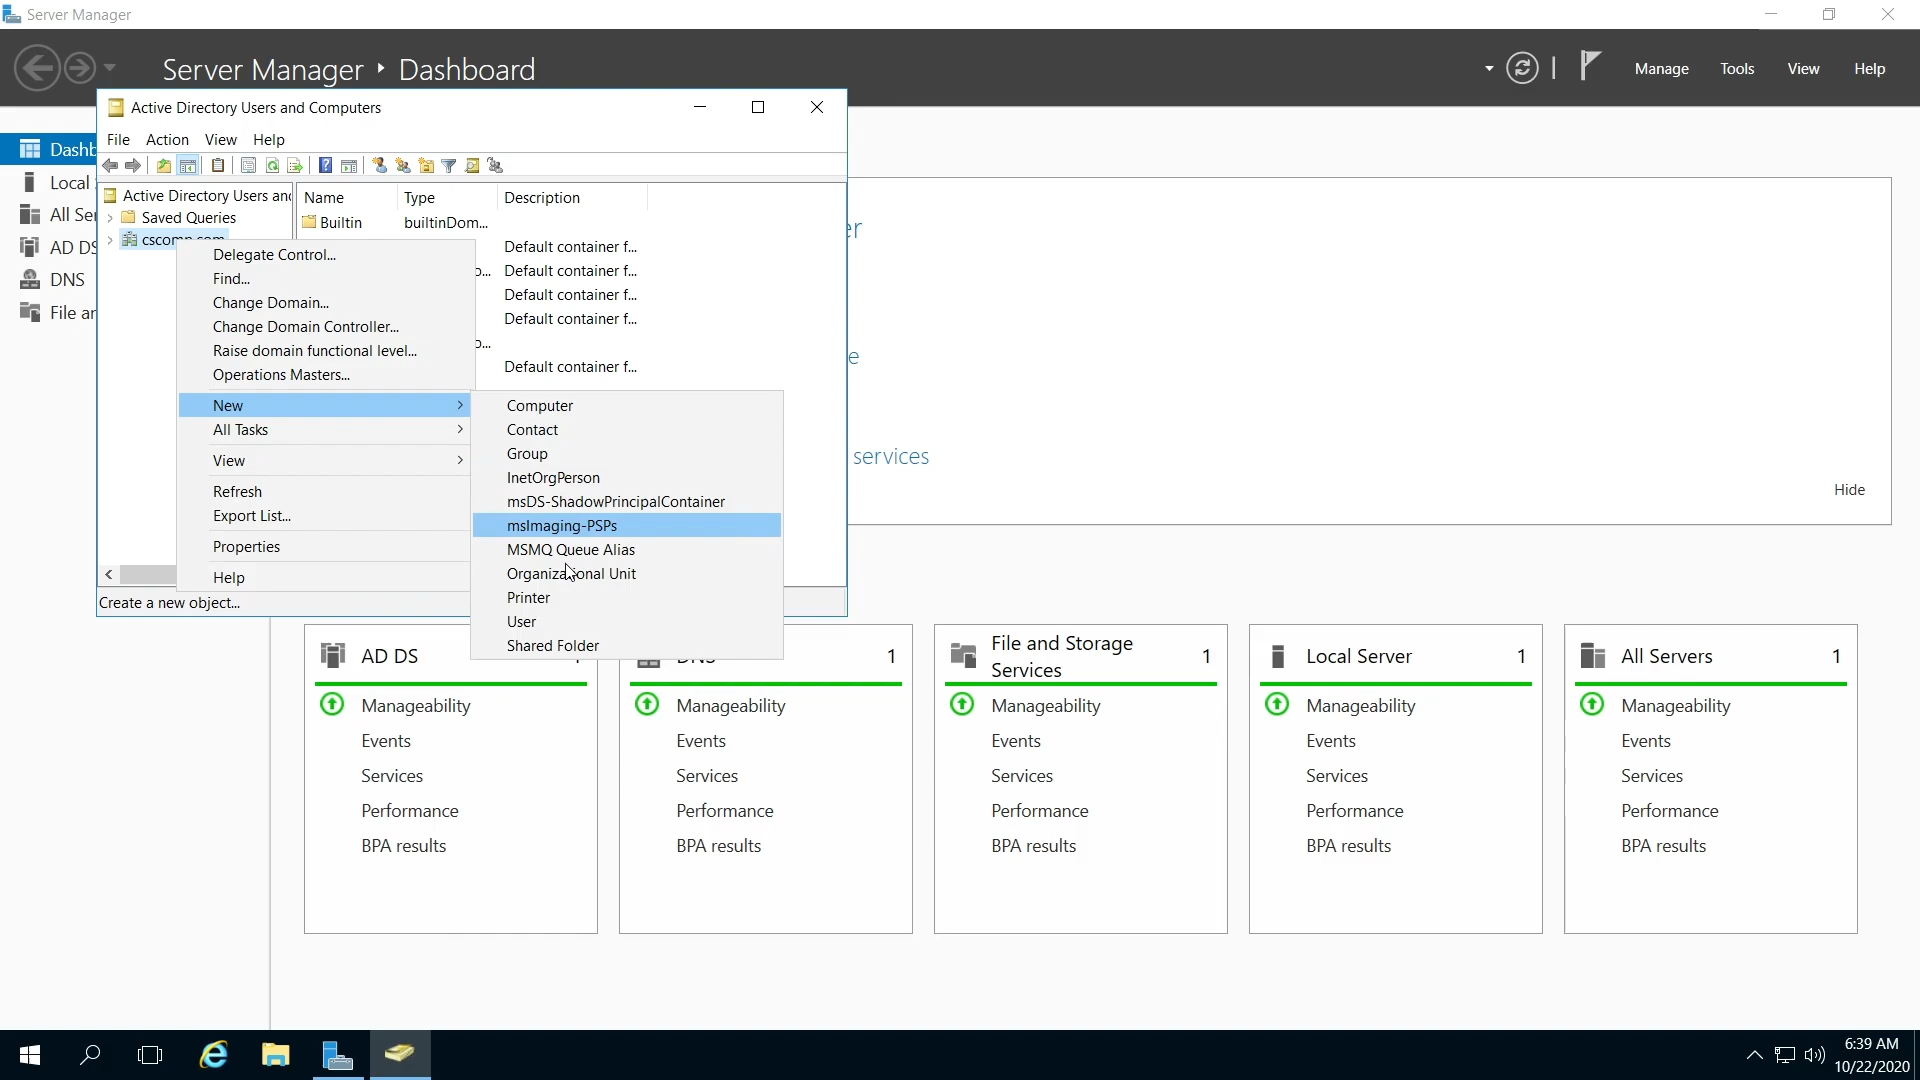 Server Manager
Server Manager ‣ Dashboard
Manage
Tools
View
Help
Active Directory Users and Computers
File Action View Help
Dashb
Local
All Ser
AD DS
DNS
File ar
Active Directory Users and
Saved Queries
cscomp.com
Name Type Description
Builtin builtinDom...
Default container f...
Default container f...
Default container f...
Default container f...
Default container f...
Delegate Control...
Find...
Change Domain...
Change Domain Controller...
Raise domain functional level...
Operations Masters...
New
All Tasks
View
Refresh
Export List...
Properties
Help
Computer
Contact
Group
InetOrgPerson
msDS-ShadowPrincipalContainer
msImaging-PSPs
MSMQ Queue Alias
Organizational Unit
Printer
User
Shared Folder
Create a new object...
er
e
services
Hide
AD DS 1
Manageability
Events
Services
Performance
BPA results
DNS 1
Manageability
Events
Services
Performance
BPA results
File and Storage
Services 1
Manageability
Events
Services
Performance
BPA results
Local Server 1
Manageability
Events
Services
Performance
BPA results
All Servers 1
Manageability
Events
Services
Performance
BPA results
6:39 AM
10/22/2020